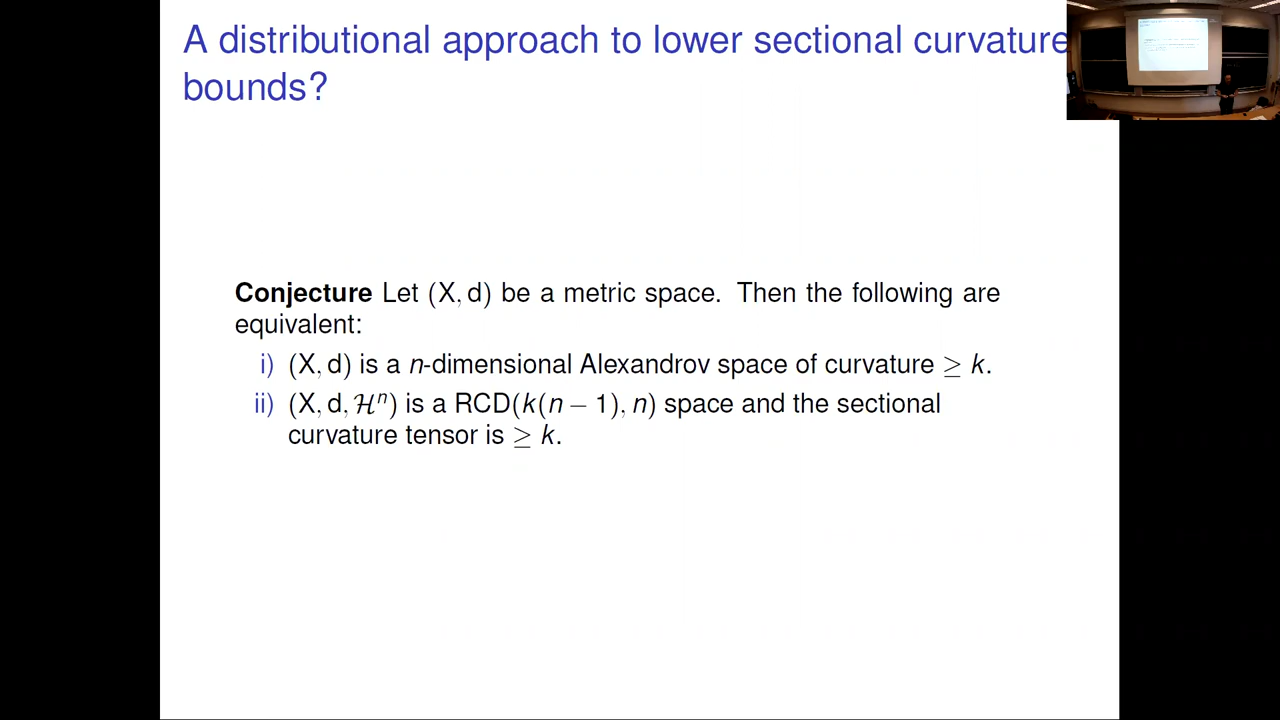 A distributional approach to lower sectional curvature
bounds?
Conjecture Let (X, d) be a metric space. Then the following are
equivalent:
i) (X, d) is a n-dimensional Alexandrov space of curvature ≥ k.
ii) (X, d, ℋⁿ) is a RCD(k(n − 1), n) space and the sectional
curvature tensor is ≥ k.